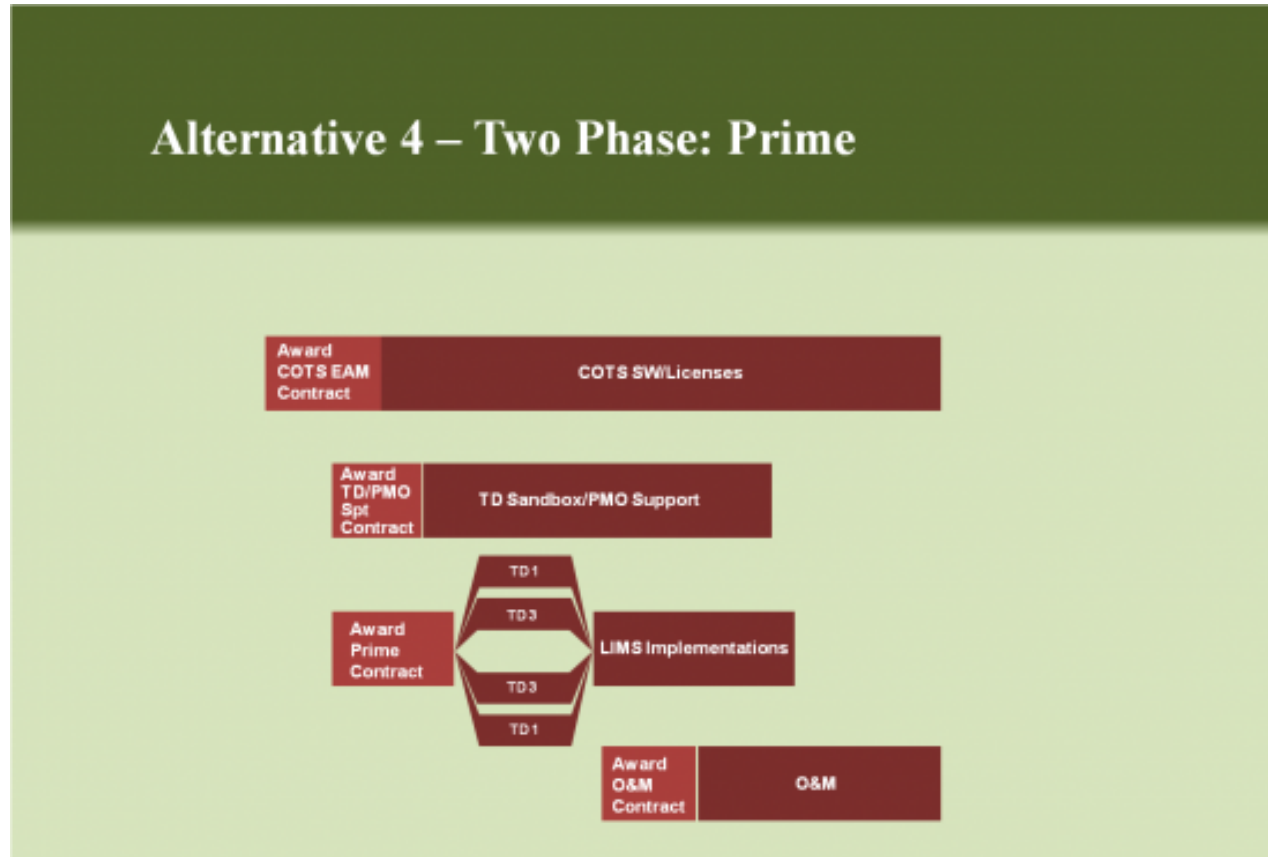 Alternative 4 – Two Phase: Prime
Award
COTS EAM
Contract
COTS SW/Licenses
Award
TD/PMO
Spt
Contract
TD Sandbox/PMO Support
TD1
TD3
Award
Prime
Contract
LIMS Implementations
TD3
TD1
Award
O&M
Contract
O&M